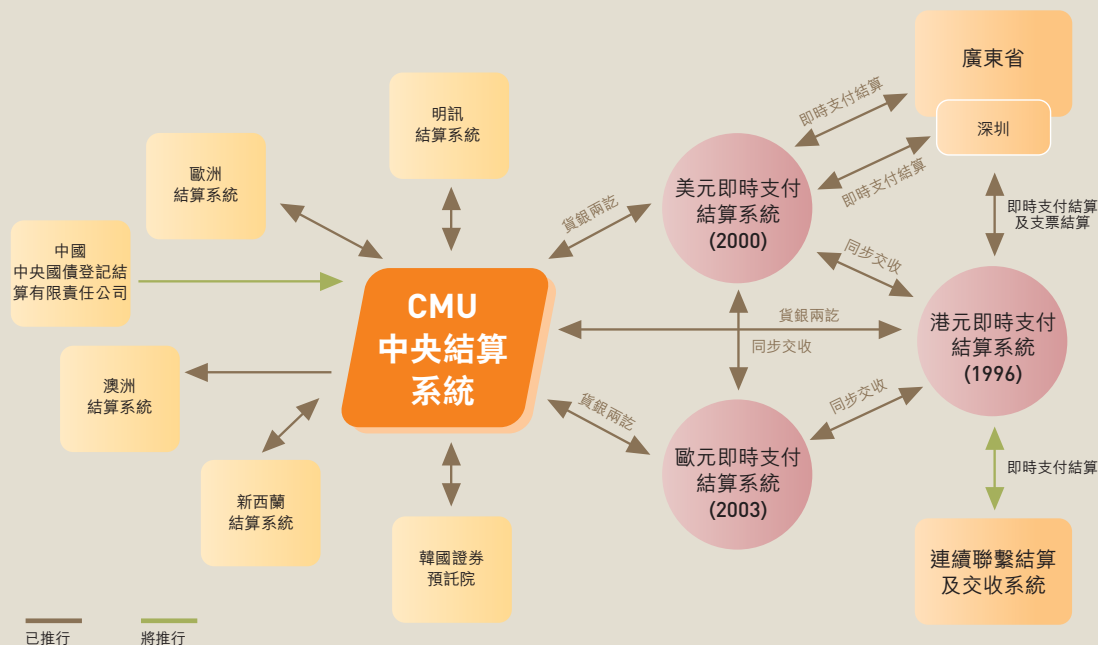 廣東省
深圳
即時支付結算
即時支付結算
即時支付結算
及支票結算
明訊
結算系統
歐洲
結算系統
中國
中央國債登記結
算有限責任公司
澳洲
結算系統
新西蘭
結算系統
韓國證券
預託院
CMU
中央結算
系統
貨銀兩訖
貨銀兩訖
貨銀兩訖
美元即時支付
結算系統
(2000)
同步交收
同步交收
同步交收
港元即時支付
結算系統
(1996)
歐元即時支付
結算系統
(2003)
即時支付結算
連續聯繫結算
及交收系統
已推行
將推行